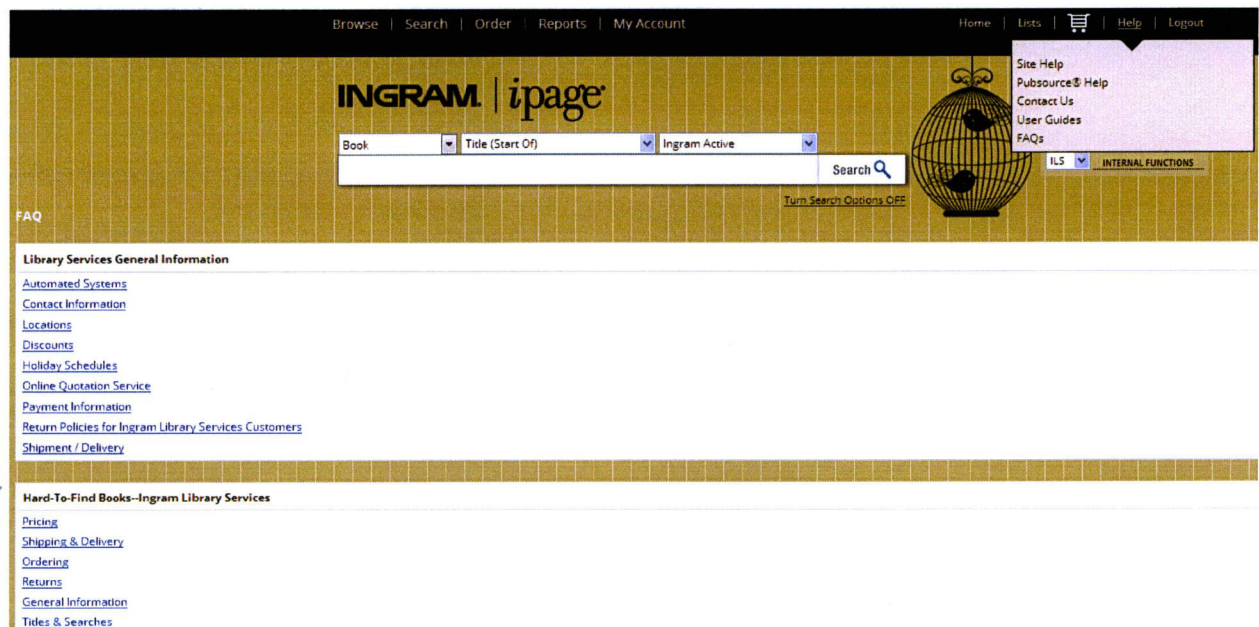 Browse | Search | Order | Reports | My Account
Home | Lists | | Help | Logout
Site Help
Pubsource® Help
Contact Us
User Guides
FAQs
INGRAM. | ipage
Book Title (Start Of) Ingram Active
Search
ILS INTERNAL FUNCTIONS
Turn Search Options OFF
FAQ
Library Services General Information
Automated Systems
Contact Information
Locations
Discounts
Holiday Schedules
Online Quotation Service
Payment Information
Return Policies for Ingram Library Services Customers
Shipment / Delivery
Hard-To-Find Books--Ingram Library Services
Pricing
Shipping & Delivery
Ordering
Returns
General Information
Titles & Searches